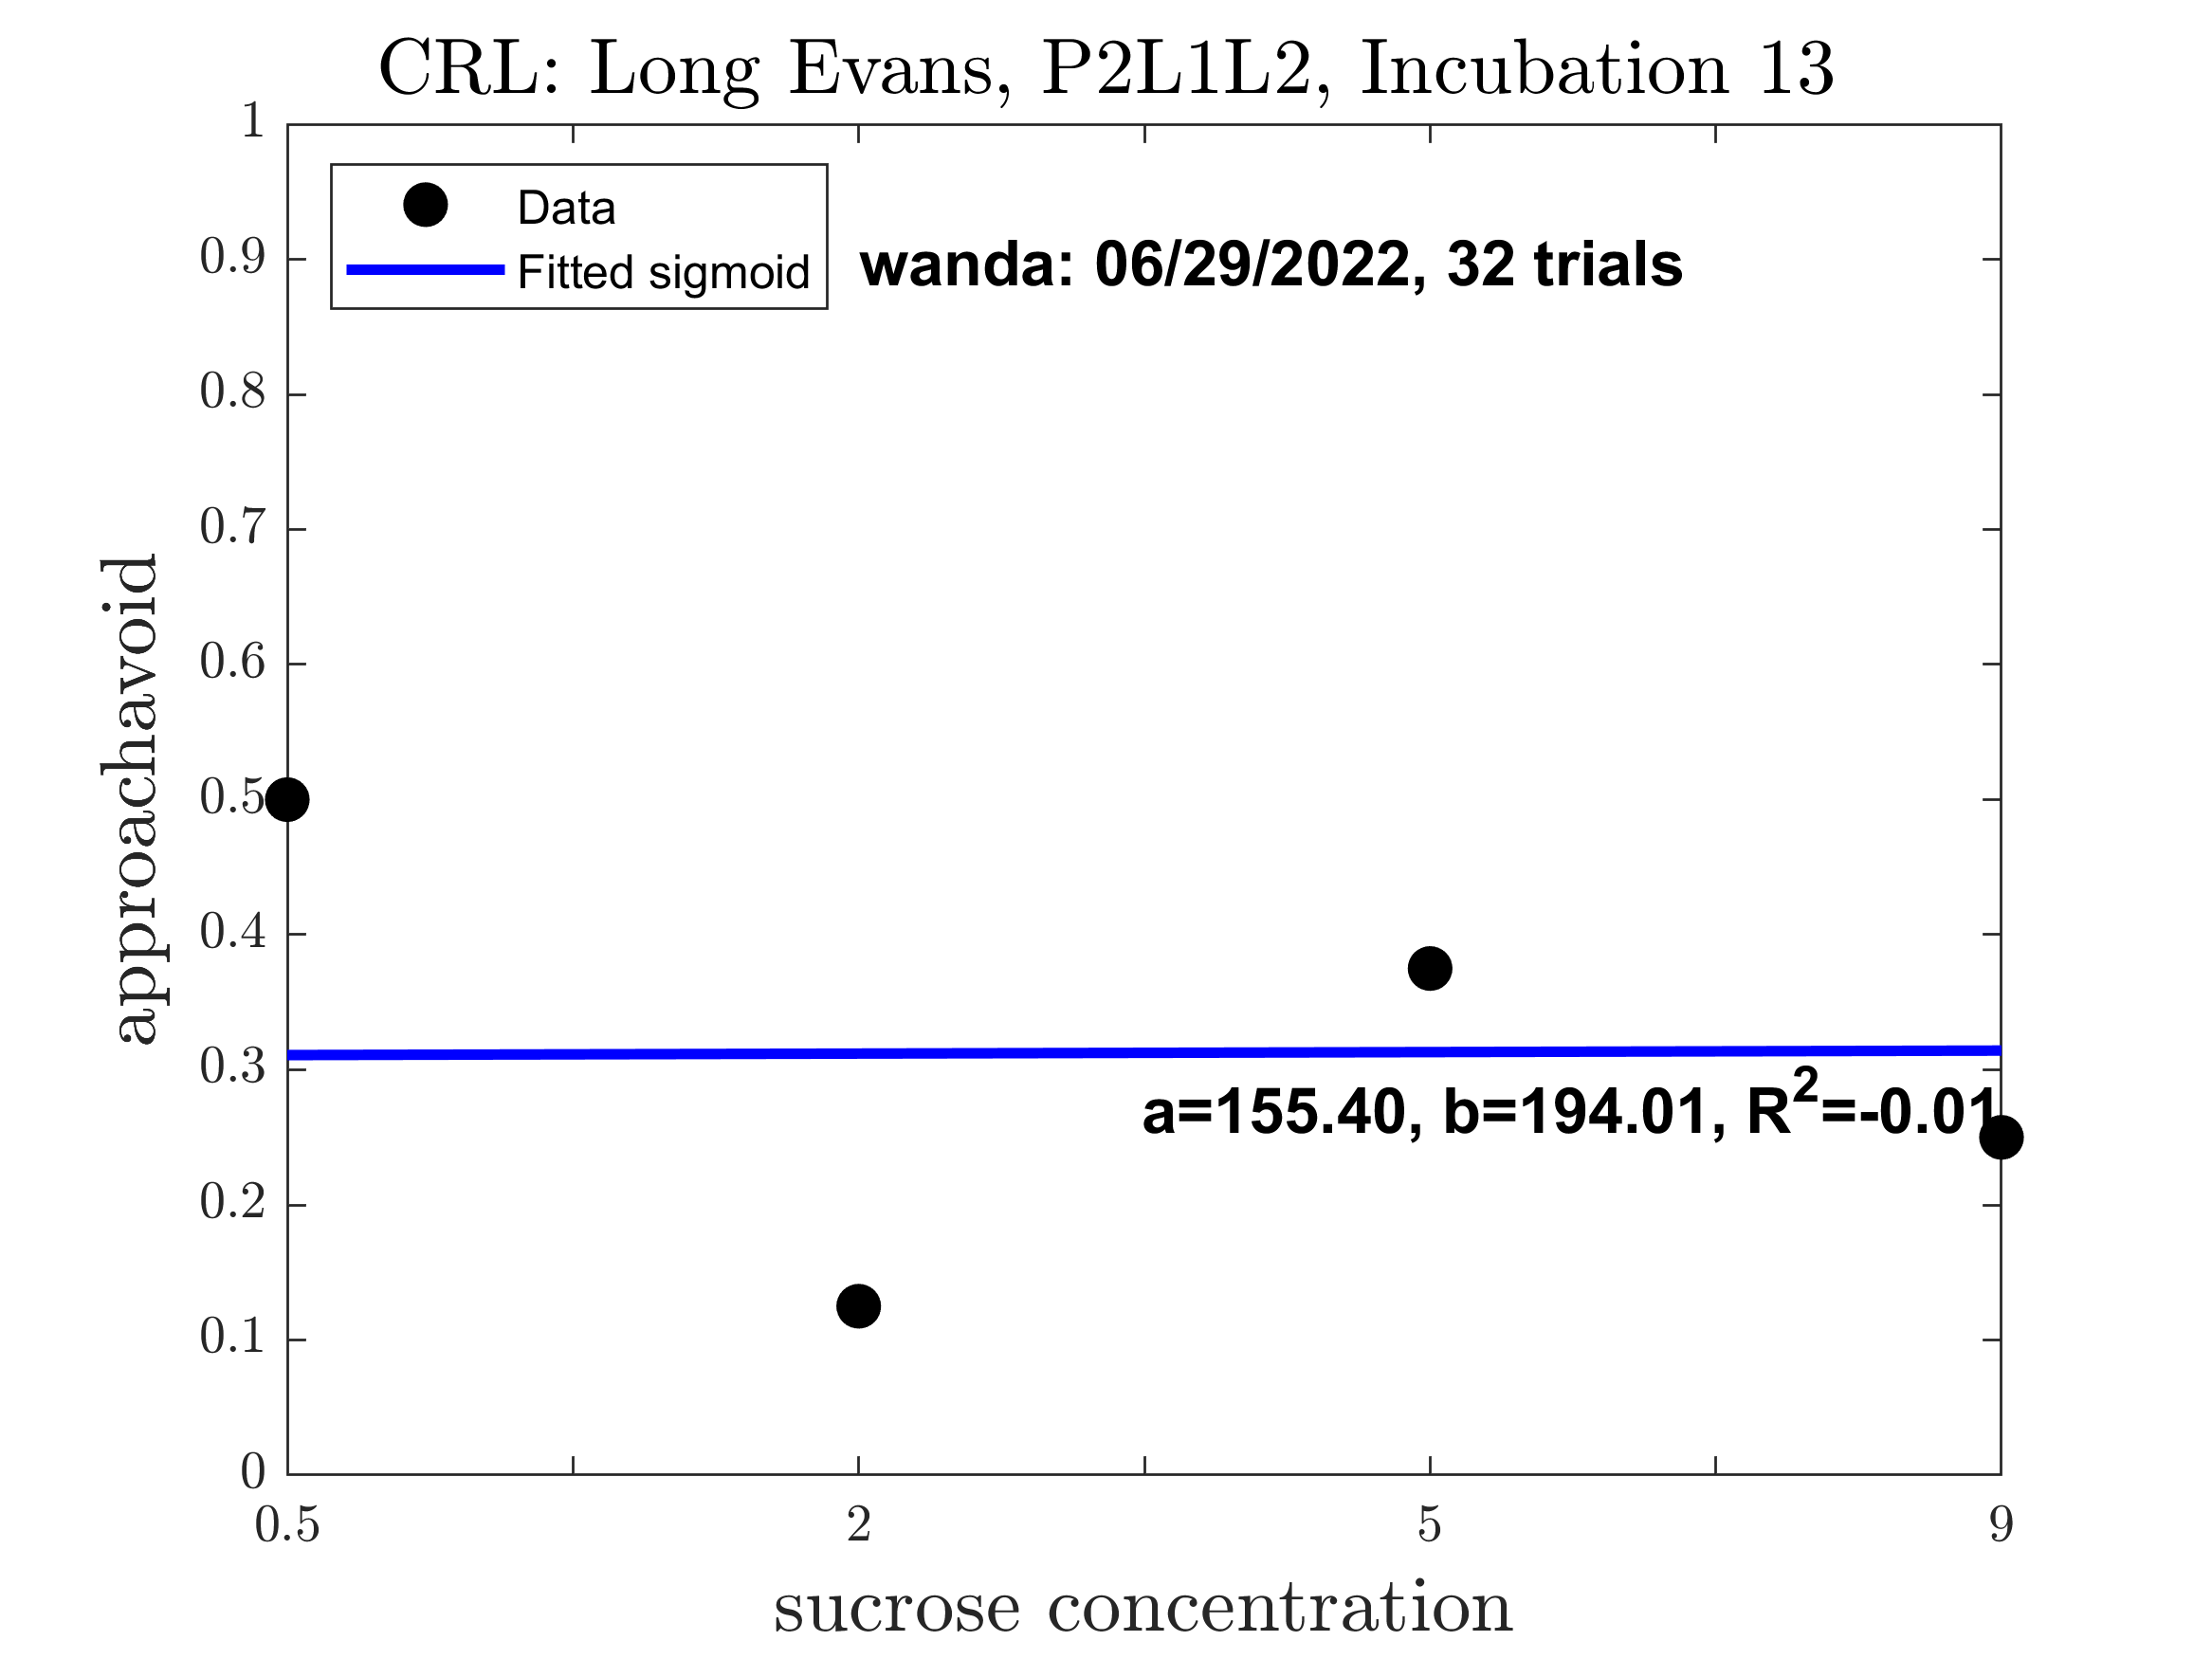 CRL: Long Evans, P2L1L2, Incubation 13
1
Data
Fitted sigmoid
wanda: 06/29/2022, 32 trials
0.9
0.8
0.7
0.6
0.5
0.4
0.3
0.2
0.1
0
approachavoid
a=155.40, b=194.01, R²=-0.01
0.5 2 5 9
sucrose concentration